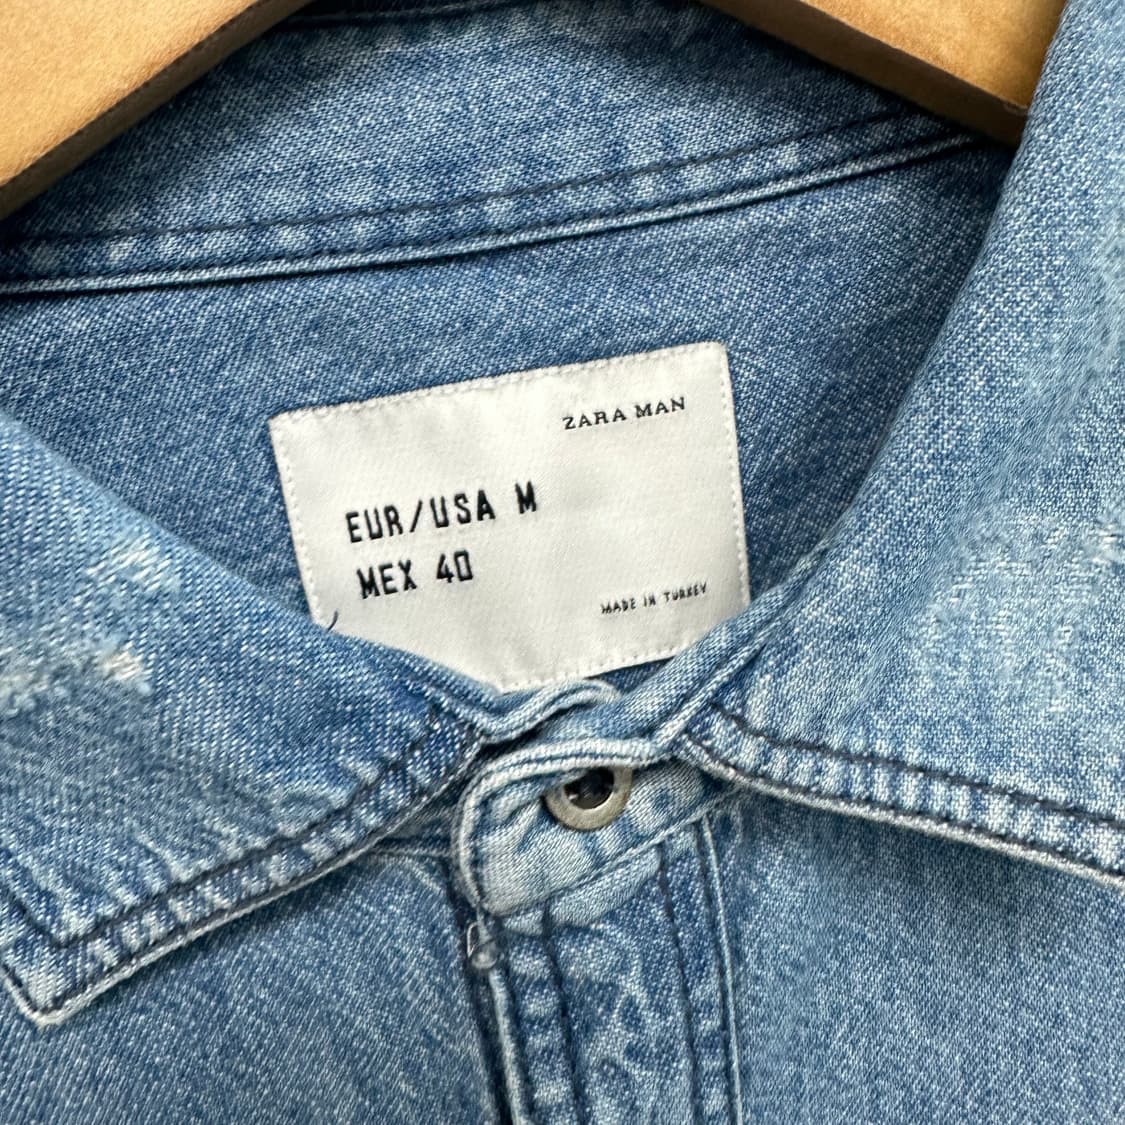 ZARA MAN
EUR/USA M
MEX 40
MADE IN TURKEY